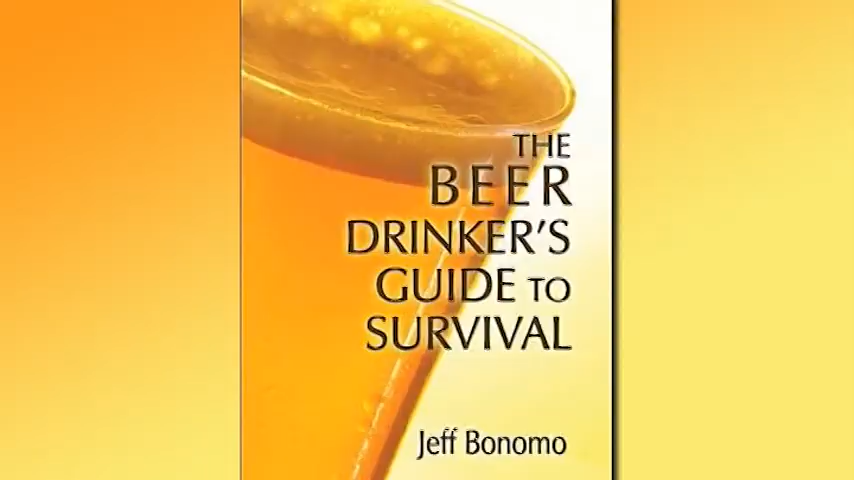 THE
BEER
DRINKER'S
GUIDE TO
SURVIVAL
Jeff Bonomo